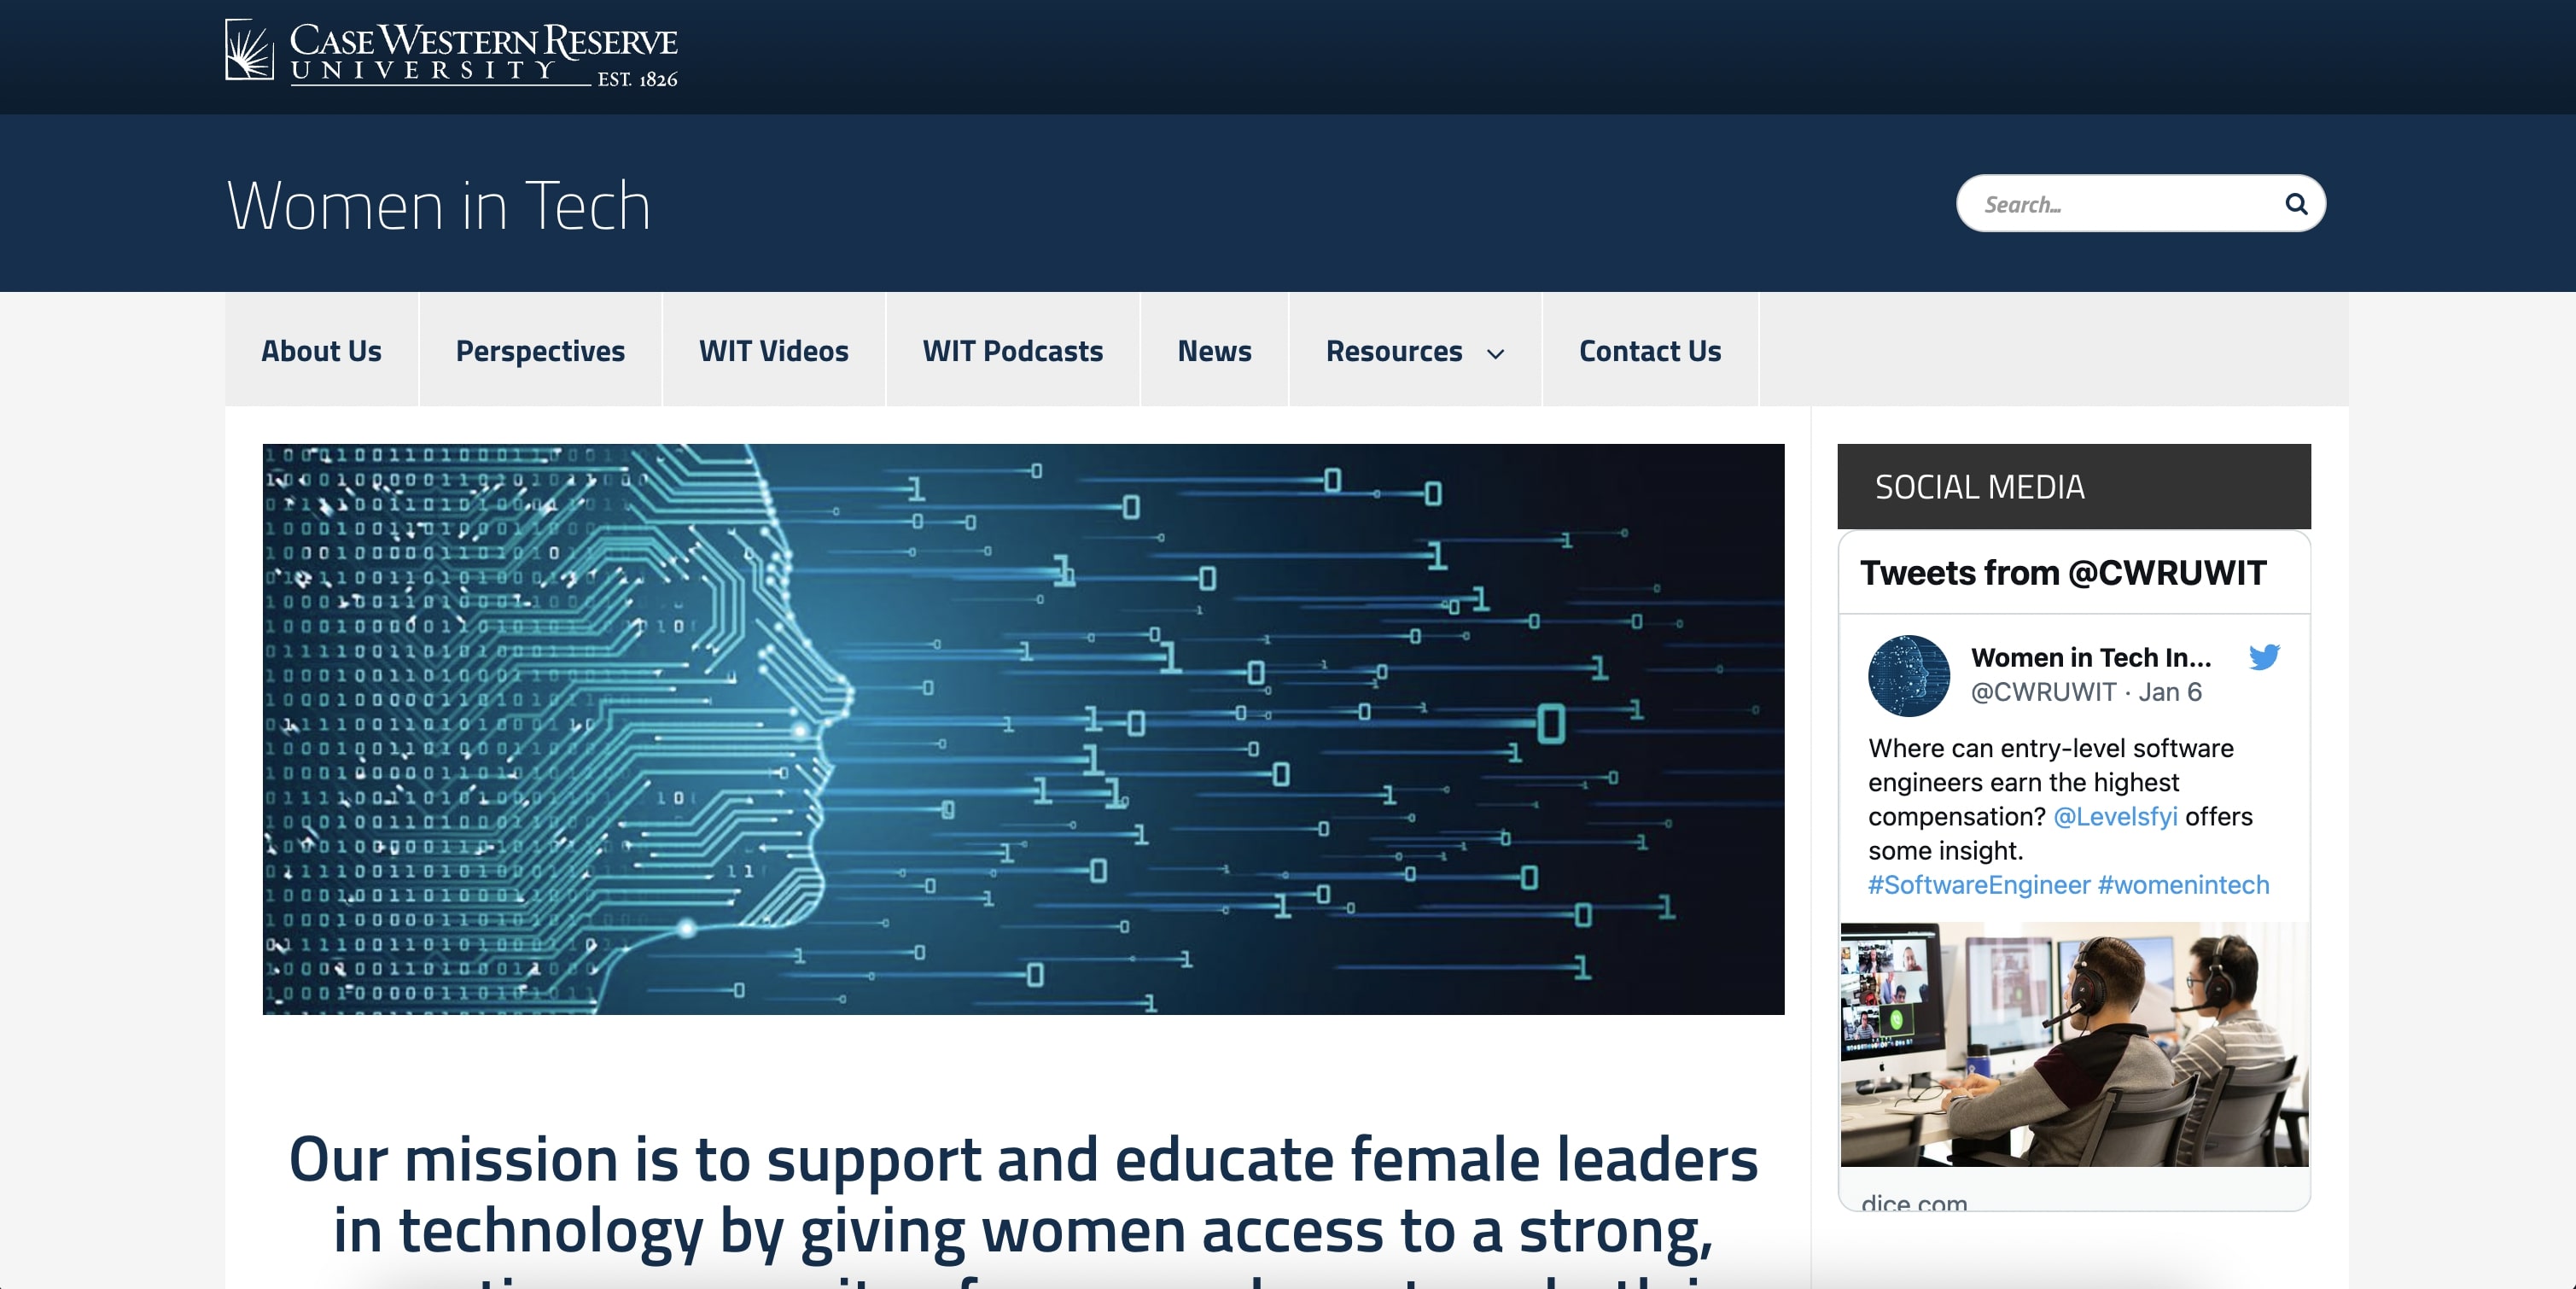 CASE WESTERN RESERVE
UNIVERSITY
EST. 1826
Women in Tech
Search...
About Us
Perspectives
WIT Videos
WIT Podcasts
News
Resources
Contact Us
SOCIAL MEDIA
Tweets from @CWRUWIT
Women in Tech In...
@CWRUWIT · Jan 6
Where can entry-level software
engineers earn the highest
compensation? @Levelsfyi offers
some insight.
#SoftwareEngineer #womenintech
dice.com
Our mission is to support and educate female leaders
in technology by giving women access to a strong,